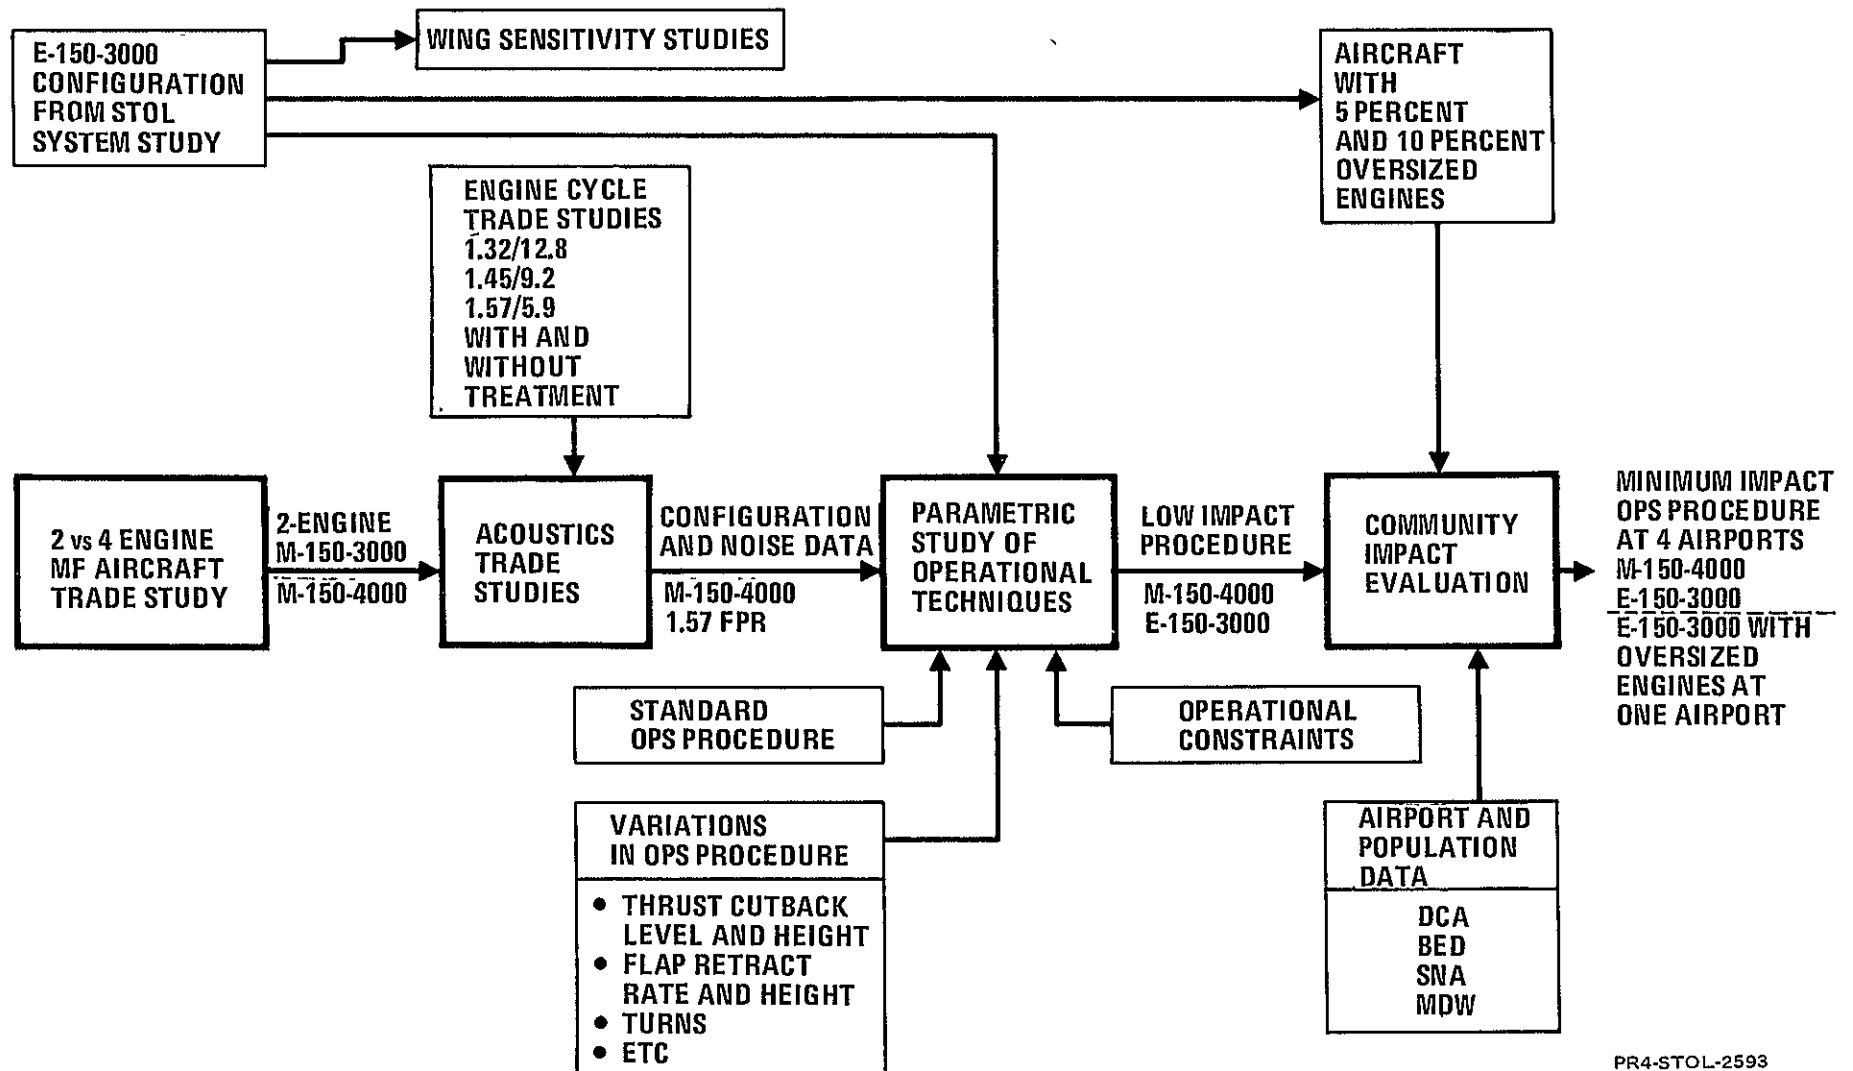 E-150-3000
CONFIGURATION
FROM STOL
SYSTEM STUDY
WING SENSITIVITY STUDIES
AIRCRAFT
WITH
5 PERCENT
AND 10 PERCENT
OVERSIZED
ENGINES
ENGINE CYCLE
TRADE STUDIES
1.32/12.8
1.45/9.2
1.57/5.9
WITH AND
WITHOUT
TREATMENT
2 vs 4 ENGINE
MF AIRCRAFT
TRADE STUDY
2-ENGINE
M-150-3000
M-150-4000
ACOUSTICS
TRADE
STUDIES
CONFIGURATION
AND NOISE DATA
M-150-4000
1.57 FPR
PARAMETRIC
STUDY OF
OPERATIONAL
TECHNIQUES
LOW IMPACT
PROCEDURE
M-150-4000
E-150-3000
COMMUNITY
IMPACT
EVALUATION
MINIMUM IMPACT
OPS PROCEDURE
AT 4 AIRPORTS
M-150-4000
E-150-3000
E-150-3000 WITH
OVERSIZED
ENGINES AT
ONE AIRPORT
STANDARD
OPS PROCEDURE
OPERATIONAL
CONSTRAINTS
VARIATIONS
IN OPS PROCEDURE
• THRUST CUTBACK
LEVEL AND HEIGHT
• FLAP RETRACT
RATE AND HEIGHT
• TURNS
• ETC
AIRPORT AND
POPULATION
DATA
DCA
BED
SNA
MDW
PR4-STOL-2593